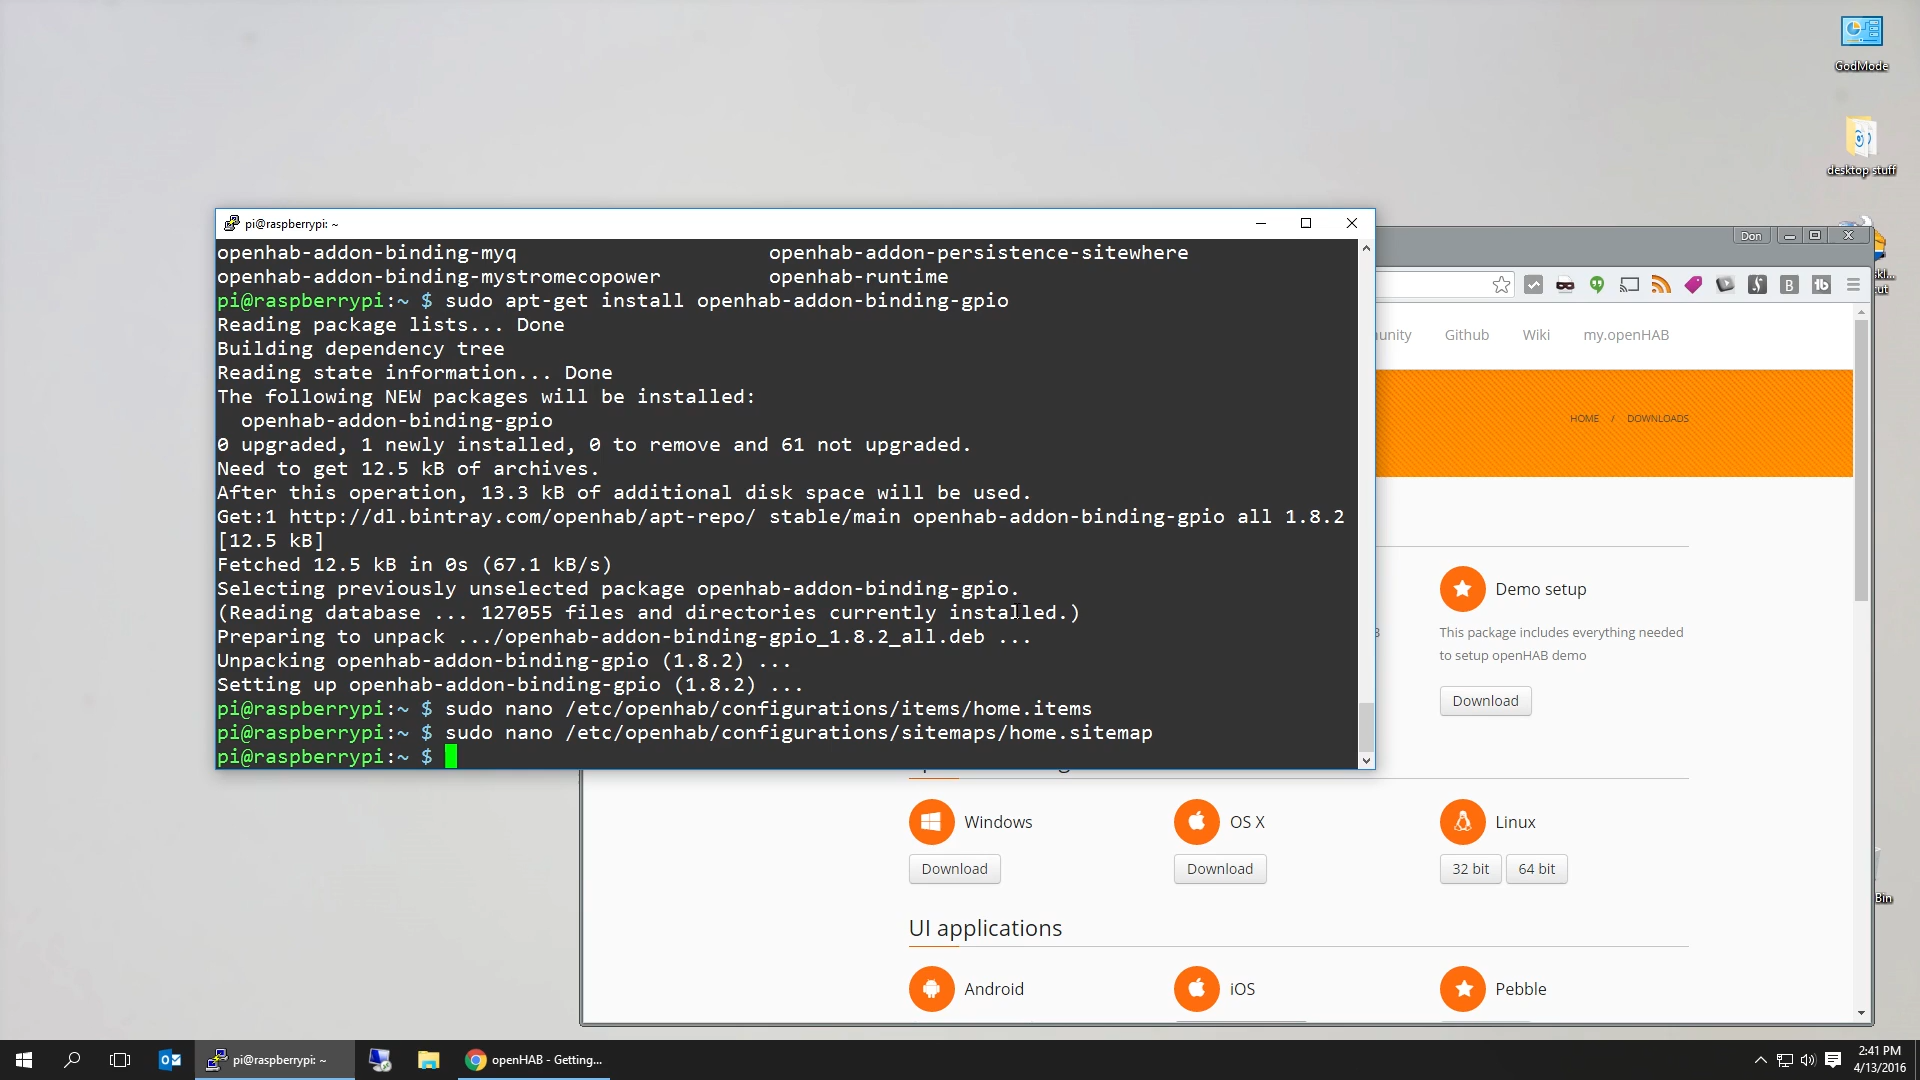 GodMode
desktop stuff
pi@raspberrypi: ~
openhab-addon-binding-myq openhab-addon-persistence-sitewhere
openhab-addon-binding-mystromecopower openhab-runtime
pi@raspberrypi:~ $ sudo apt-get install openhab-addon-binding-gpio
Reading package lists... Done
Building dependency tree
Reading state information... Done
The following NEW packages will be installed:
openhab-addon-binding-gpio
0 upgraded, 1 newly installed, 0 to remove and 61 not upgraded.
Need to get 12.5 kB of archives.
After this operation, 13.3 kB of additional disk space will be used.
Get:1 http://dl.bintray.com/openhab/apt-repo/ stable/main openhab-addon-binding-gpio all 1.8.2
[12.5 kB]
Fetched 12.5 kB in 0s (67.1 kB/s)
Selecting previously unselected package openhab-addon-binding-gpio.
(Reading database ... 127055 files and directories currently installed.)
Preparing to unpack .../openhab-addon-binding-gpio_1.8.2_all.deb ...
Unpacking openhab-addon-binding-gpio (1.8.2) ...
Setting up openhab-addon-binding-gpio (1.8.2) ...
pi@raspberrypi:~ $ sudo nano /etc/openhab/configurations/items/home.items
pi@raspberrypi:~ $ sudo nano /etc/openhab/configurations/sitemaps/home.sitemap
pi@raspberrypi:~ $
Don
Github Wiki my.openHAB
HOME / DOWNLOADS
Demo setup
This package includes everything needed
to setup openHAB demo
Download
Windows OS X Linux
Download Download 32 bit 64 bit
UI applications
Android iOS Pebble
Bin
pi@raspberrypi: ~
openHAB - Getting...
2:41 PM
4/13/2016